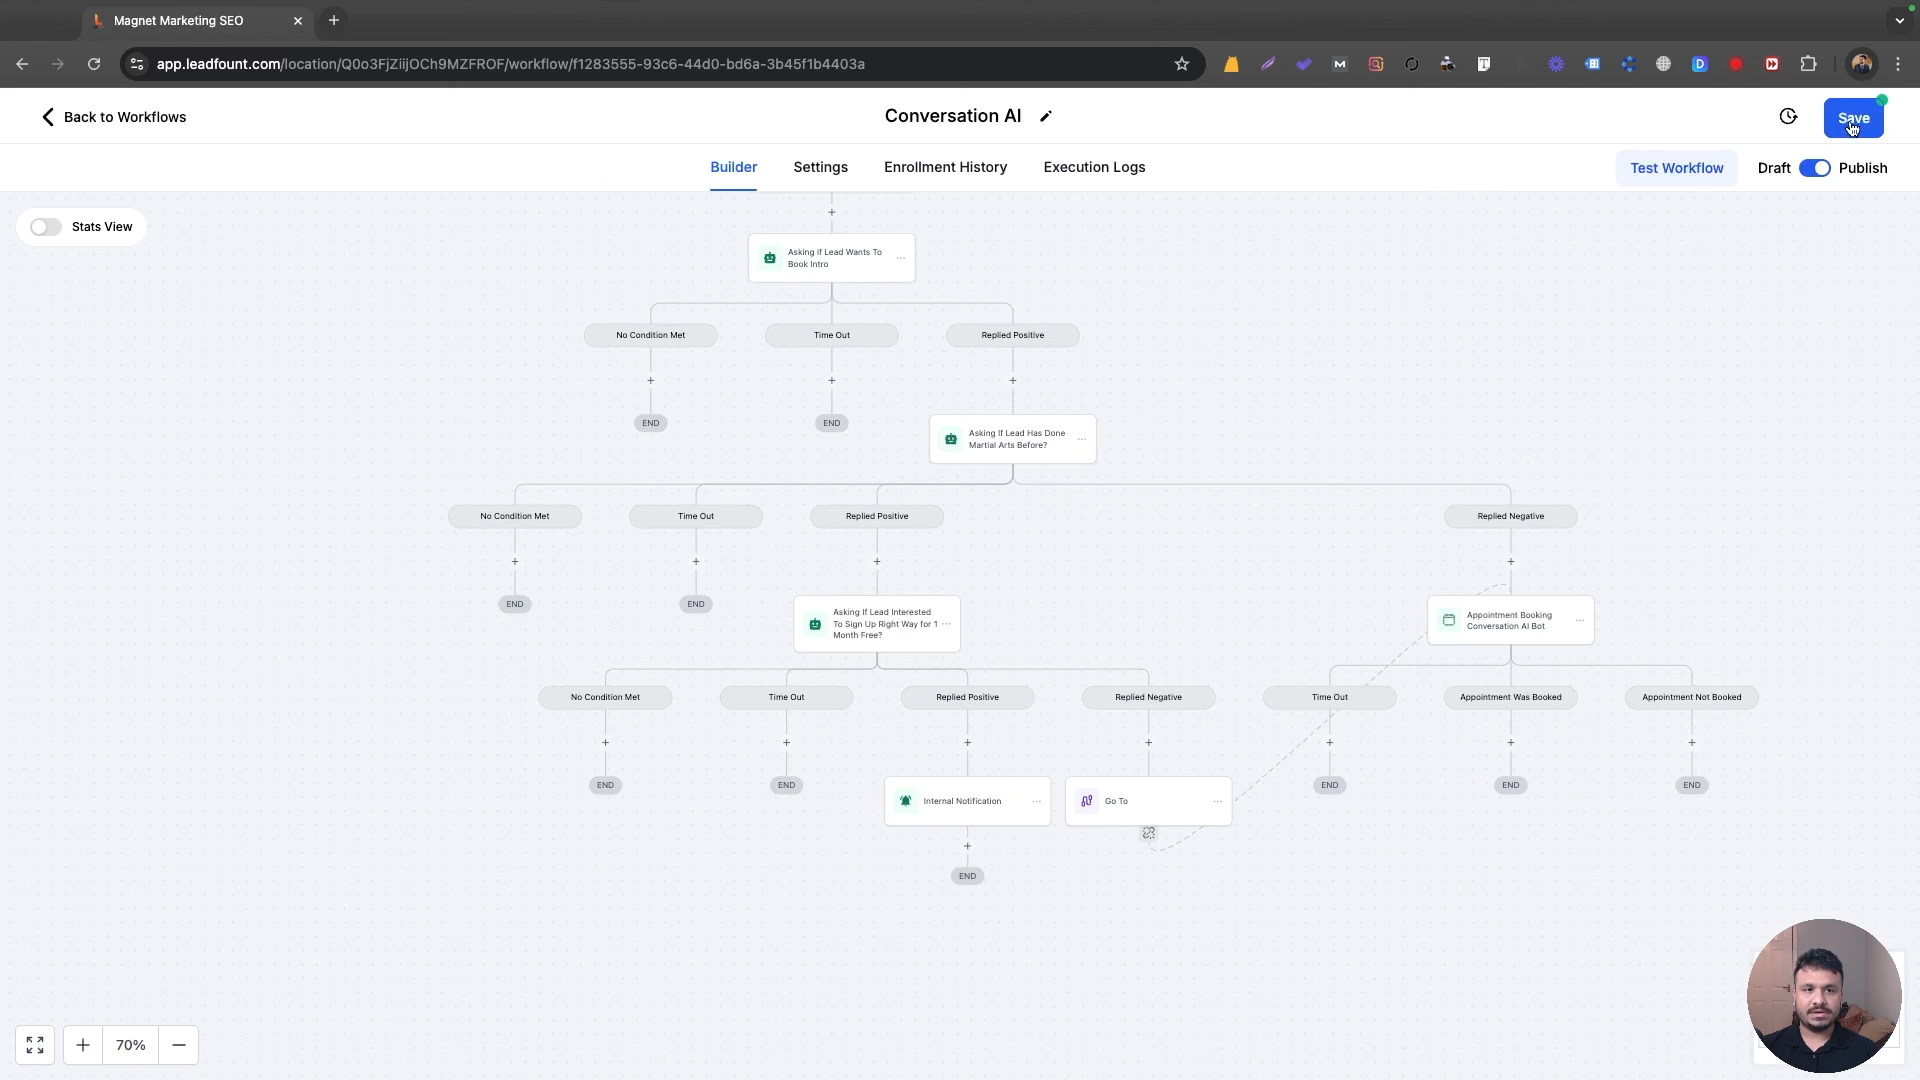 Magnet Marketing SEO
app.leadfount.com/location/Q0o3FjZiijOCh9MZFROF/workflow/f1283555-93c6-44d0-bd6a-3b45f1b4403a
Back to Workflows
Conversation AI
Save
Builder
Settings
Enrollment History
Execution Logs
Test Workflow
Draft
Publish
Stats View
Asking if Lead Wants To
Book Intro
No Condition Met
Time Out
Replied Positive
END
END
Asking If Lead Has Done
Martial Arts Before?
No Condition Met
Time Out
Replied Positive
Replied Negative
END
END
Asking If Lead Interested
To Sign Up Right Way for 1
Month Free?
Appointment Booking
Conversation AI Bot
No Condition Met
Time Out
Replied Positive
Replied Negative
Time Out
Appointment Was Booked
Appointment Not Booked
END
END
Internal Notification
Go To
END
END
END
END
70%